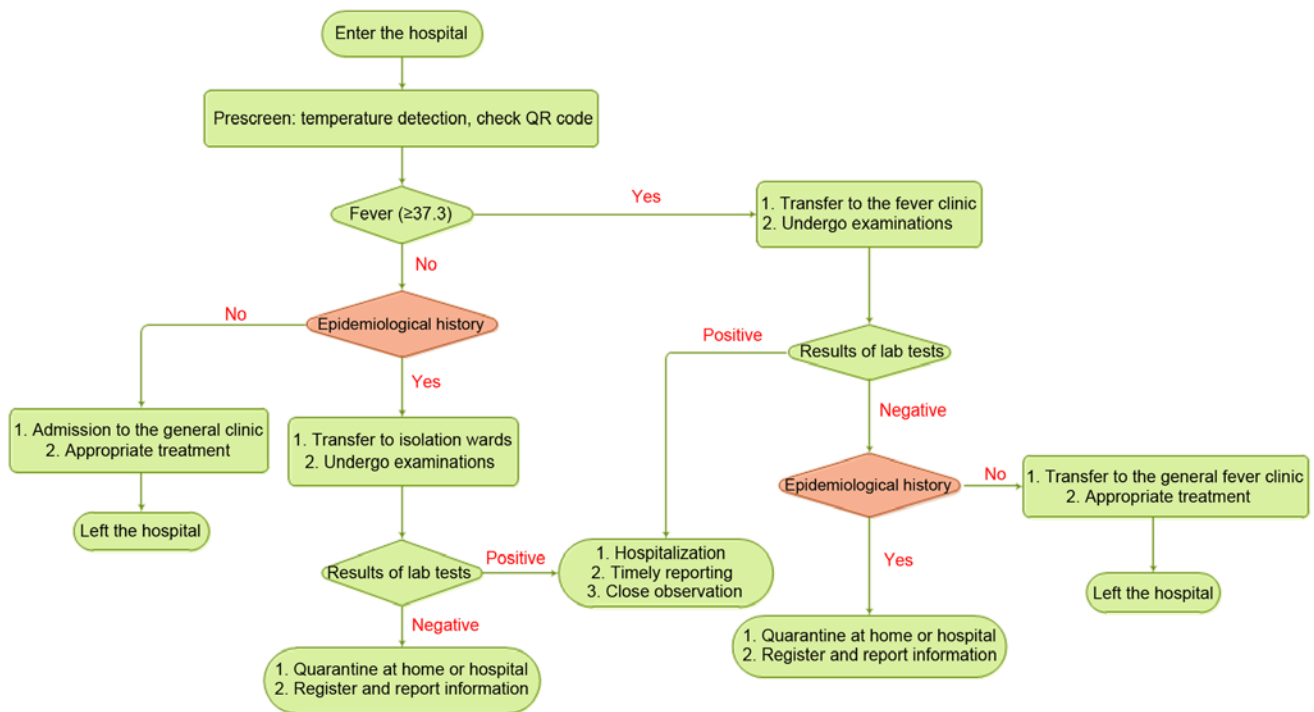 Enter the hospital
Prescreen: temperature detection, check QR code
Fever (≥37.3)
Yes
1. Transfer to the fever clinic
2. Undergo examinations
No
Epidemiological history
No
Yes
Positive
Results of lab tests
Negative
1. Admission to the general clinic
2. Appropriate treatment
1. Transfer to isolation wards
2. Undergo examinations
Epidemiological history
No
1. Transfer to the general fever clinic
2. Appropriate treatment
Left the hospital
Results of lab tests
Positive
1. Hospitalization
2. Timely reporting
3. Close observation
Yes
Left the hospital
Negative
1. Quarantine at home or hospital
2. Register and report information
1. Quarantine at home or hospital
2. Register and report information